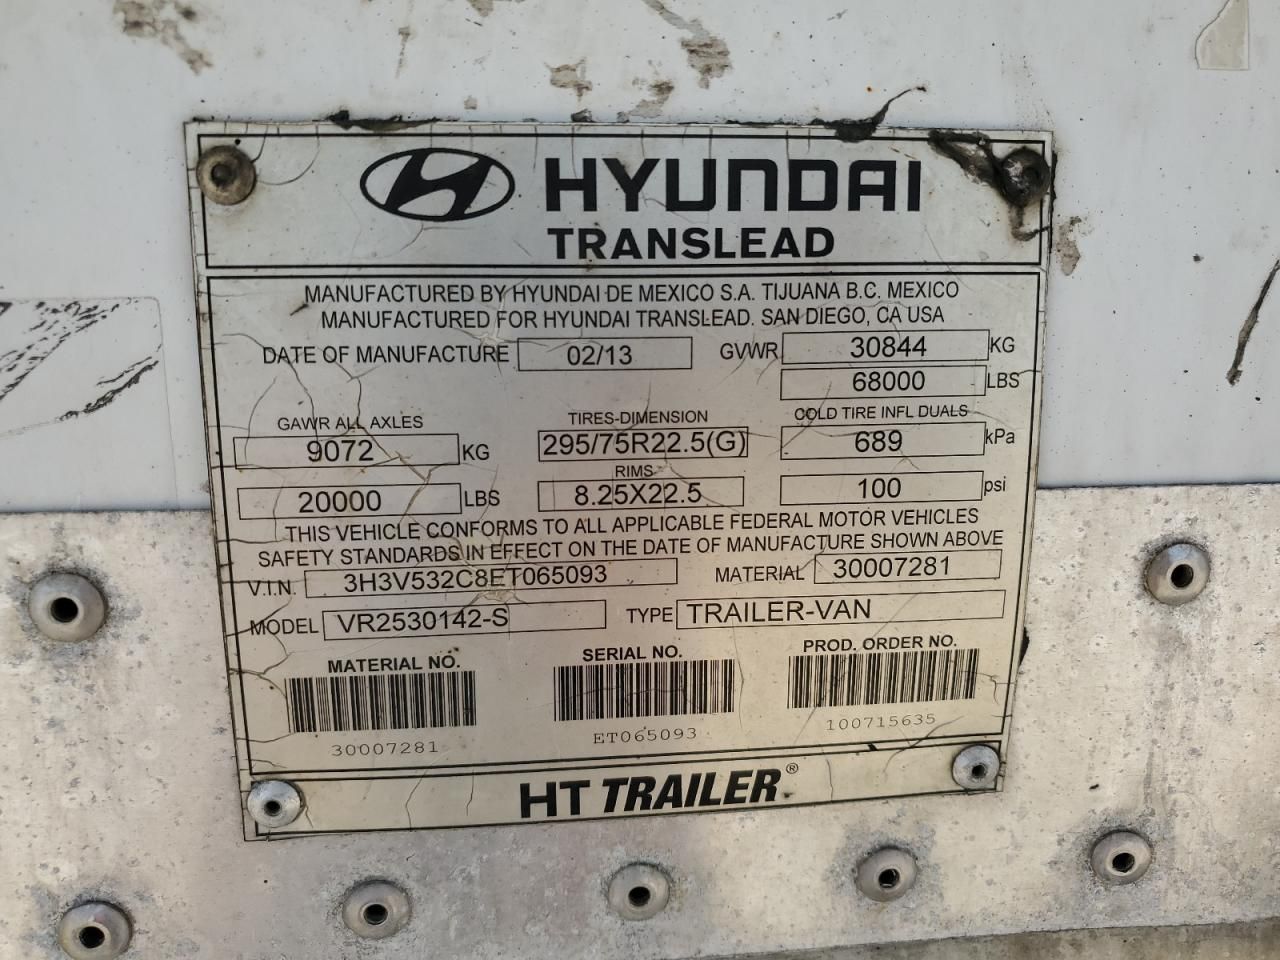 HYUNDAI
TRANSLEAD
MANUFACTURED BY HYUNDAI DE MEXICO S.A. TIJUANA B.C. MEXICO
MANUFACTURED FOR HYUNDAI TRANSLEAD. SAN DIEGO, CA USA
DATE OF MANUFACTURE 02/13 GVWR 30844 KG
68000 LBS
GAWR ALL AXLES TIRES-DIMENSION COLD TIRE INFL DUALS
9072 KG 295/75R22.5(G) 689 kPa
RIMS
20000 LBS 8.25X22.5 100 psi
THIS VEHICLE CONFORMS TO ALL APPLICABLE FEDERAL MOTOR VEHICLES
SAFETY STANDARDS IN EFFECT ON THE DATE OF MANUFACTURE SHOWN ABOVE
V.I.N. 3H3V532C8ET065093 MATERIAL 30007281
MODEL VR2530142-S TYPE TRAILER-VAN
MATERIAL NO. SERIAL NO. PROD. ORDER NO.
30007281 ET065093 100715635
HT TRAILER®